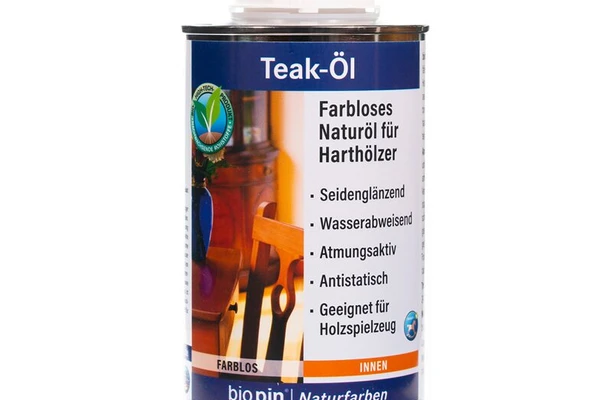 Teak-Öl
Farbloses
Naturöl für
Harthölzer
· Seidenglänzend
· Wasserabweisend
· Atmungsaktiv
· Antistatisch
· Geeignet für
Holzspielzeug
FARBLOS
INNEN
bio pin® | Naturfarben